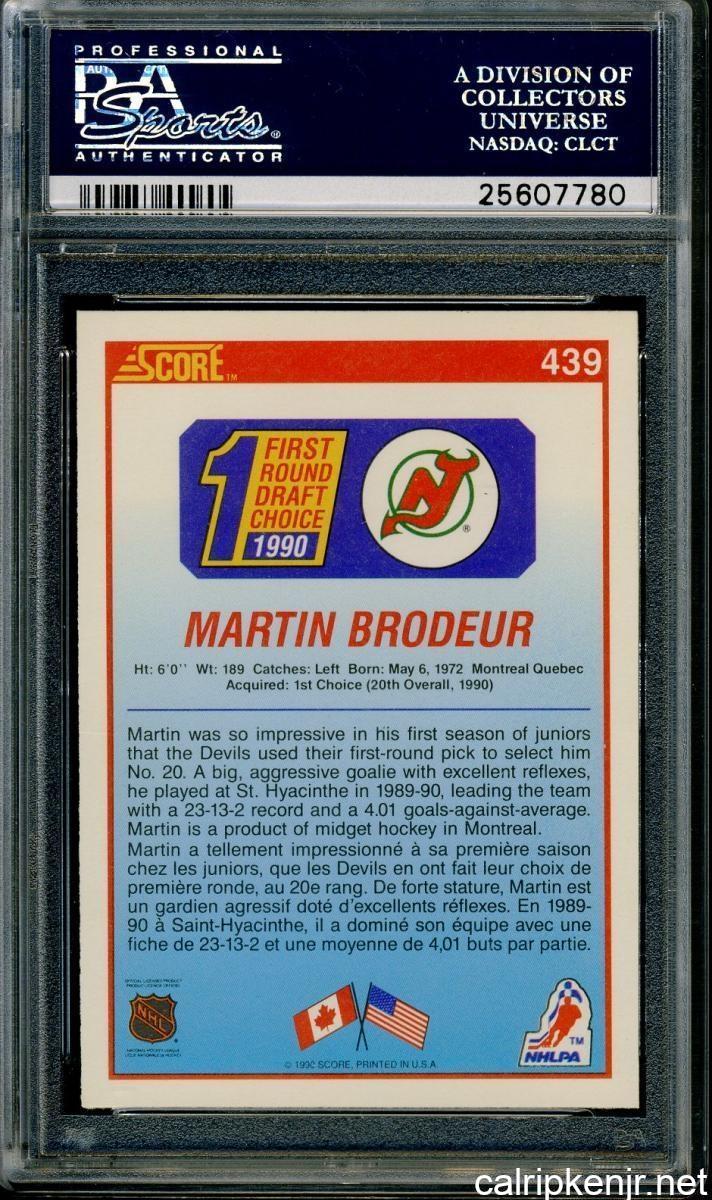 PROFESSIONAL
PSA
Sports®
AUTHENTICATOR
A DIVISION OF
COLLECTORS
UNIVERSE
NASDAQ: CLCT
25607780
SCORE™
439
1
FIRST
ROUND
DRAFT
CHOICE
1990
NJ
®
MARTIN BRODEUR
Ht: 6'0'' Wt: 189 Catches: Left Born: May 6, 1972 Montreal Quebec
Acquired: 1st Choice (20th Overall, 1990)
Martin was so impressive in his first season of juniors
that the Devils used their first-round pick to select him
No. 20. A big, aggressive goalie with excellent reflexes,
he played at St. Hyacinthe in 1989-90, leading the team
with a 23-13-2 record and a 4.01 goals-against-average.
Martin is a product of midget hockey in Montreal.
Martin a tellement impressionné à sa première saison
chez les juniors, que les Devils en ont fait leur choix de
première ronde, au 20e rang. De forte stature, Martin est
un gardien agressif doté d'excellents réflexes. En 1989-
90 à Saint-Hyacinthe, il a dominé son équipe avec une
fiche de 23-13-2 et une moyenne de 4,01 buts par partie.
NHL
TM
NHLPA
© 1990 SCORE, PRINTED IN U.S.A.
calripkenjr.net